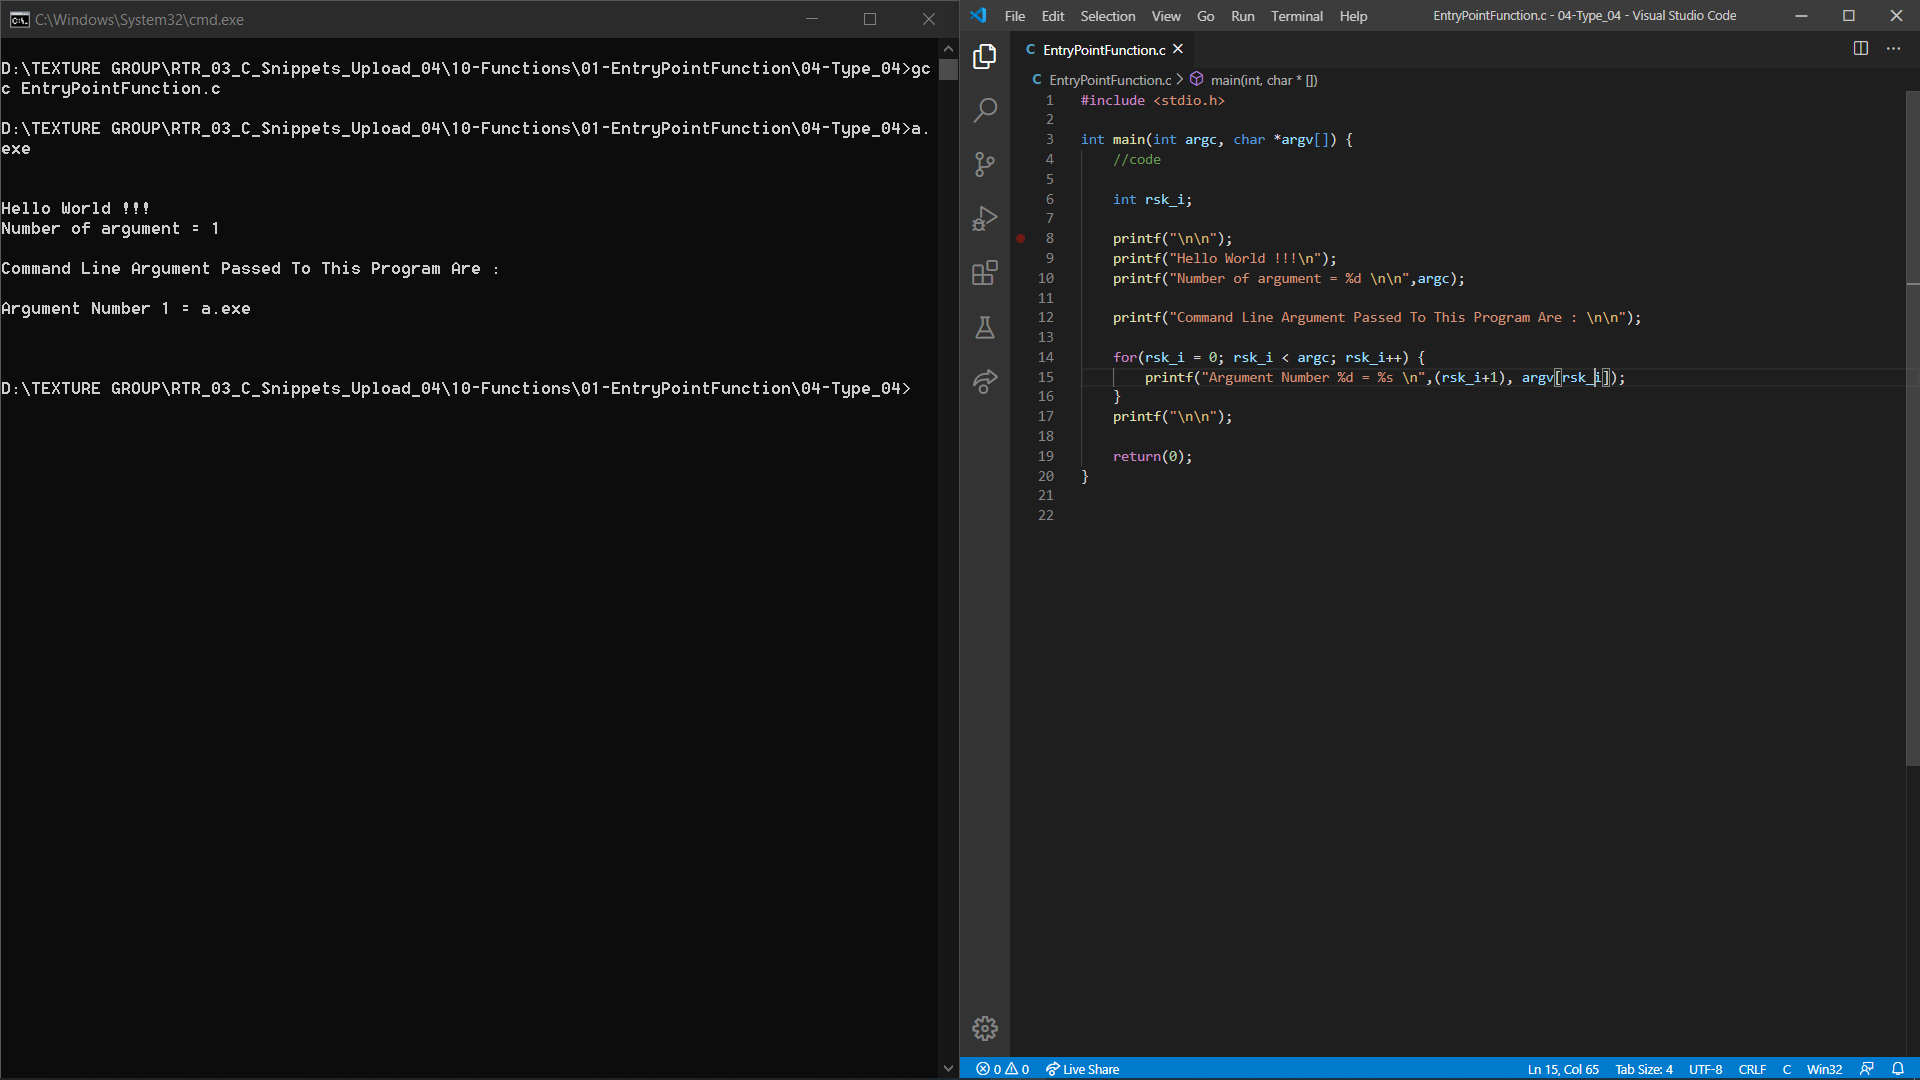 C:\Windows\System32\cmd.exe
D:\TEXTURE GROUP\RTR_03_C_Snippets_Upload_04\10-Functions\01-EntryPointFunction\04-Type_04>gc
c EntryPointFunction.c
D:\TEXTURE GROUP\RTR_03_C_Snippets_Upload_04\10-Functions\01-EntryPointFunction\04-Type_04>a.
exe
Hello World !!!
Number of argument = 1
Command Line Argument Passed To This Program Are :
Argument Number 1 = a.exe
D:\TEXTURE GROUP\RTR_03_C_Snippets_Upload_04\10-Functions\01-EntryPointFunction\04-Type_04>
File Edit Selection View Go Run Terminal Help EntryPointFunction.c - 04-Type_04 - Visual Studio Code
C EntryPointFunction.c
C EntryPointFunction.c > main(int, char * [])
1 #include <stdio.h>
2
3 int main(int argc, char *argv[]) {
4 //code
5
6 int rsk_i;
7
8 printf("\n\n");
9 printf("Hello World !!!\n");
10 printf("Number of argument = %d \n\n",argc);
11
12 printf("Command Line Argument Passed To This Program Are : \n\n");
13
14 for(rsk_i = 0; rsk_i < argc; rsk_i++) {
15 printf("Argument Number %d = %s \n",(rsk_i+1), argv[rsk_i]);
16 }
17 printf("\n\n");
18
19 return(0);
20 }
21
22
0 0 Live Share Ln 15, Col 65 Tab Size: 4 UTF-8 CRLF C Win32